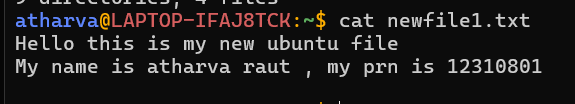 9 directories, 4 files
atharva@LAPTOP-IFAJ8TCK:~$ cat newfile1.txt
Hello this is my new ubuntu file
My name is atharva raut , my prn is 12310801